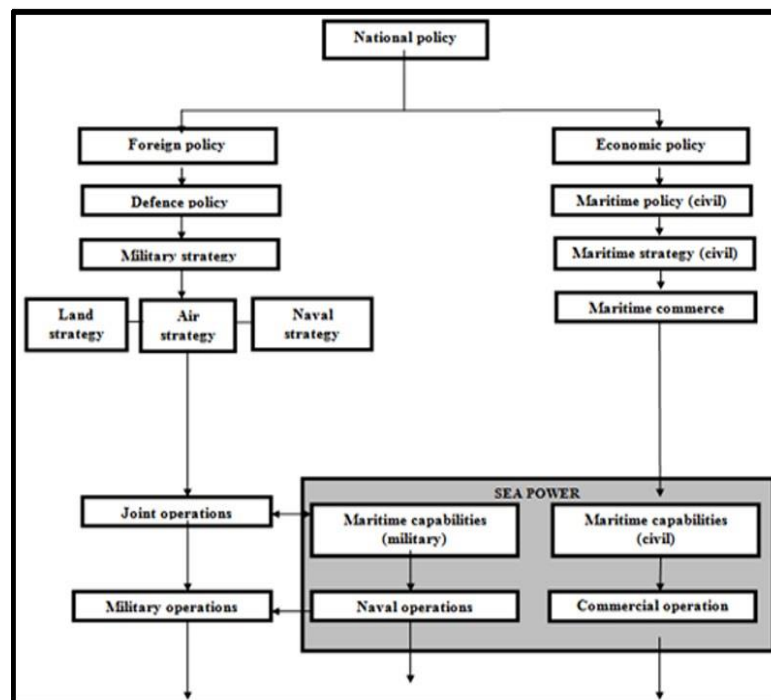 National policy
Foreign policy
Economic policy
Defence policy
Maritime policy (civil)
Military strategy
Maritime strategy (civil)
Land
strategy
Air
strategy
Naval
strategy
Maritime commerce
SEA POWER
Joint operations
Maritime capabilities
(military)
Maritime capabilities
(civil)
Military operations
Naval operations
Commercial operation